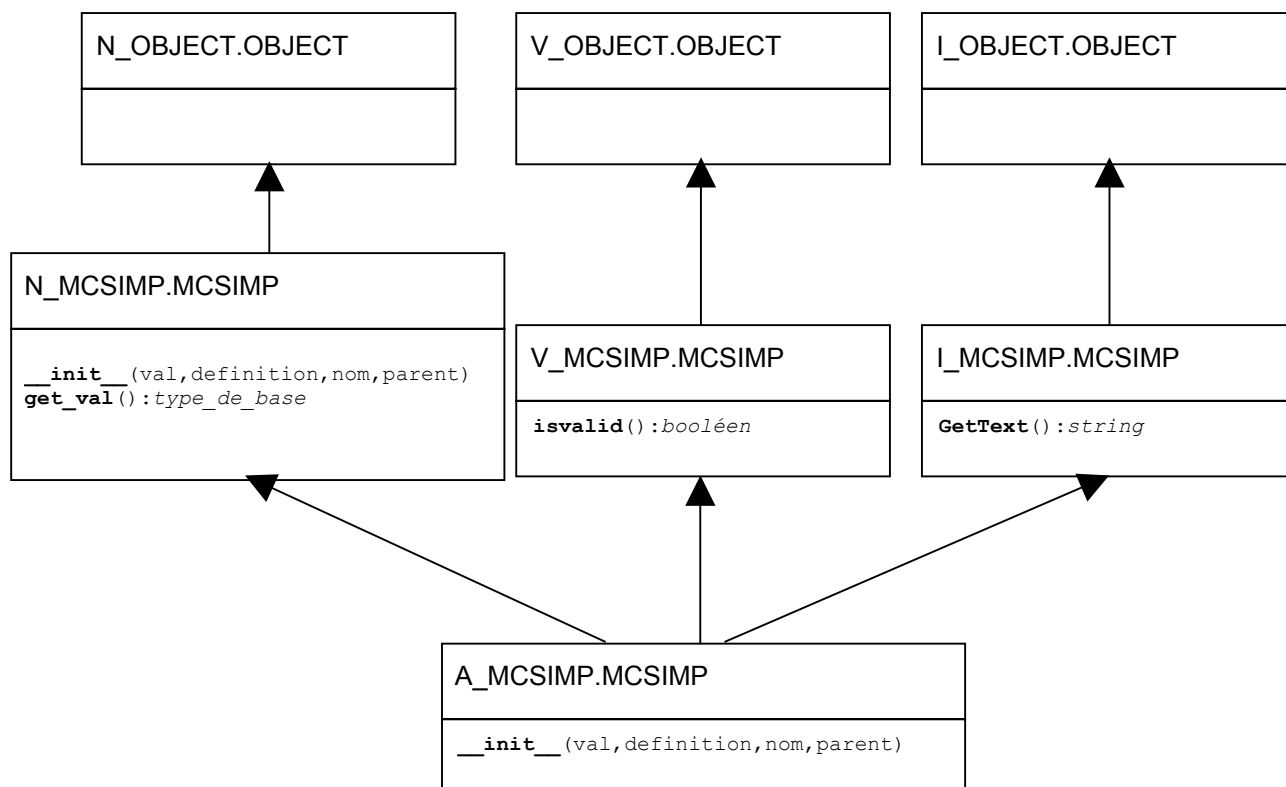 N_OBJECT.OBJECT
V_OBJECT.OBJECT
I_OBJECT.OBJECT
N_MCSIMP.MCSIMP
__init__(val,definition,nom,parent)
get_val():type_de_base
V_MCSIMP.MCSIMP
isvalid():booléen
I_MCSIMP.MCSIMP
GetText():string
A_MCSIMP.MCSIMP
__init__(val,definition,nom,parent)